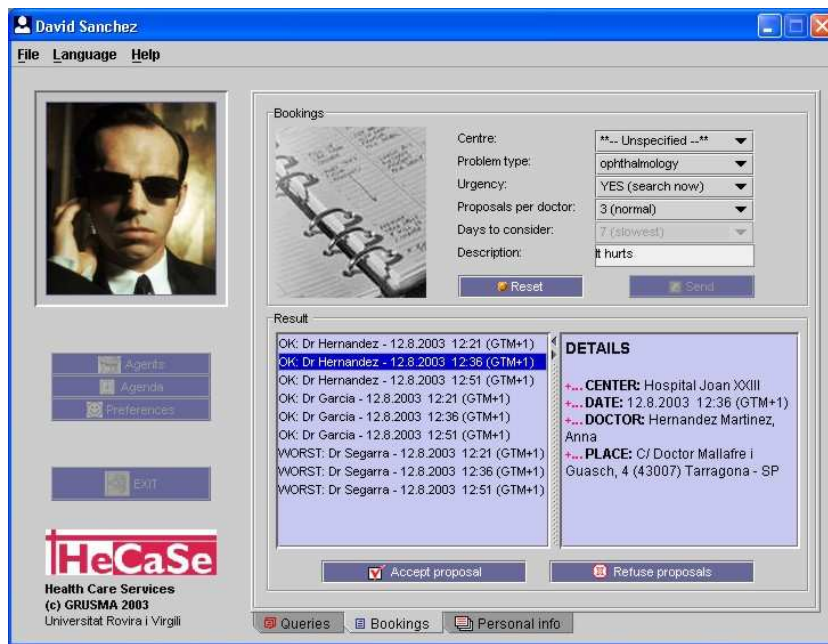 David Sanchez
File Language Help
Bookings
Centre: **-- Unspecified --**
Problem type: ophthalmology
Urgency: YES (search now)
Proposals per doctor: 3 (normal)
Days to consider: 7 (slowest)
Description: It hurts
Reset Send
Agents
Agenda
Preferences
EXIT
HeCaSe
Health Care Services
(c) GRUSMA 2003
Universitat Rovira i Virgili
Result
OK: Dr Hernandez - 12.8.2003 12:21 (GTM+1)
OK: Dr Hernandez - 12.8.2003 12:36 (GTM+1)
OK: Dr Hernandez - 12.8.2003 12:51 (GTM+1)
OK: Dr Garcia - 12.8.2003 12:21 (GTM+1)
OK: Dr Garcia - 12.8.2003 12:36 (GTM+1)
OK: Dr Garcia - 12.8.2003 12:51 (GTM+1)
WORST: Dr Segarra - 12.8.2003 12:21 (GTM+1)
WORST: Dr Segarra - 12.8.2003 12:36 (GTM+1)
WORST: Dr Segarra - 12.8.2003 12:51 (GTM+1)
DETAILS
+... CENTER: Hospital Joan XXIII
+... DATE: 12.8.2003 12:36 (GTM+1)
+... DOCTOR: Hernandez Martinez,
Anna
+... PLACE: C/ Doctor Mallafre i
Guasch, 4 (43007) Tarragona - SP
Accept proposal Refuse proposals
Queries Bookings Personal info